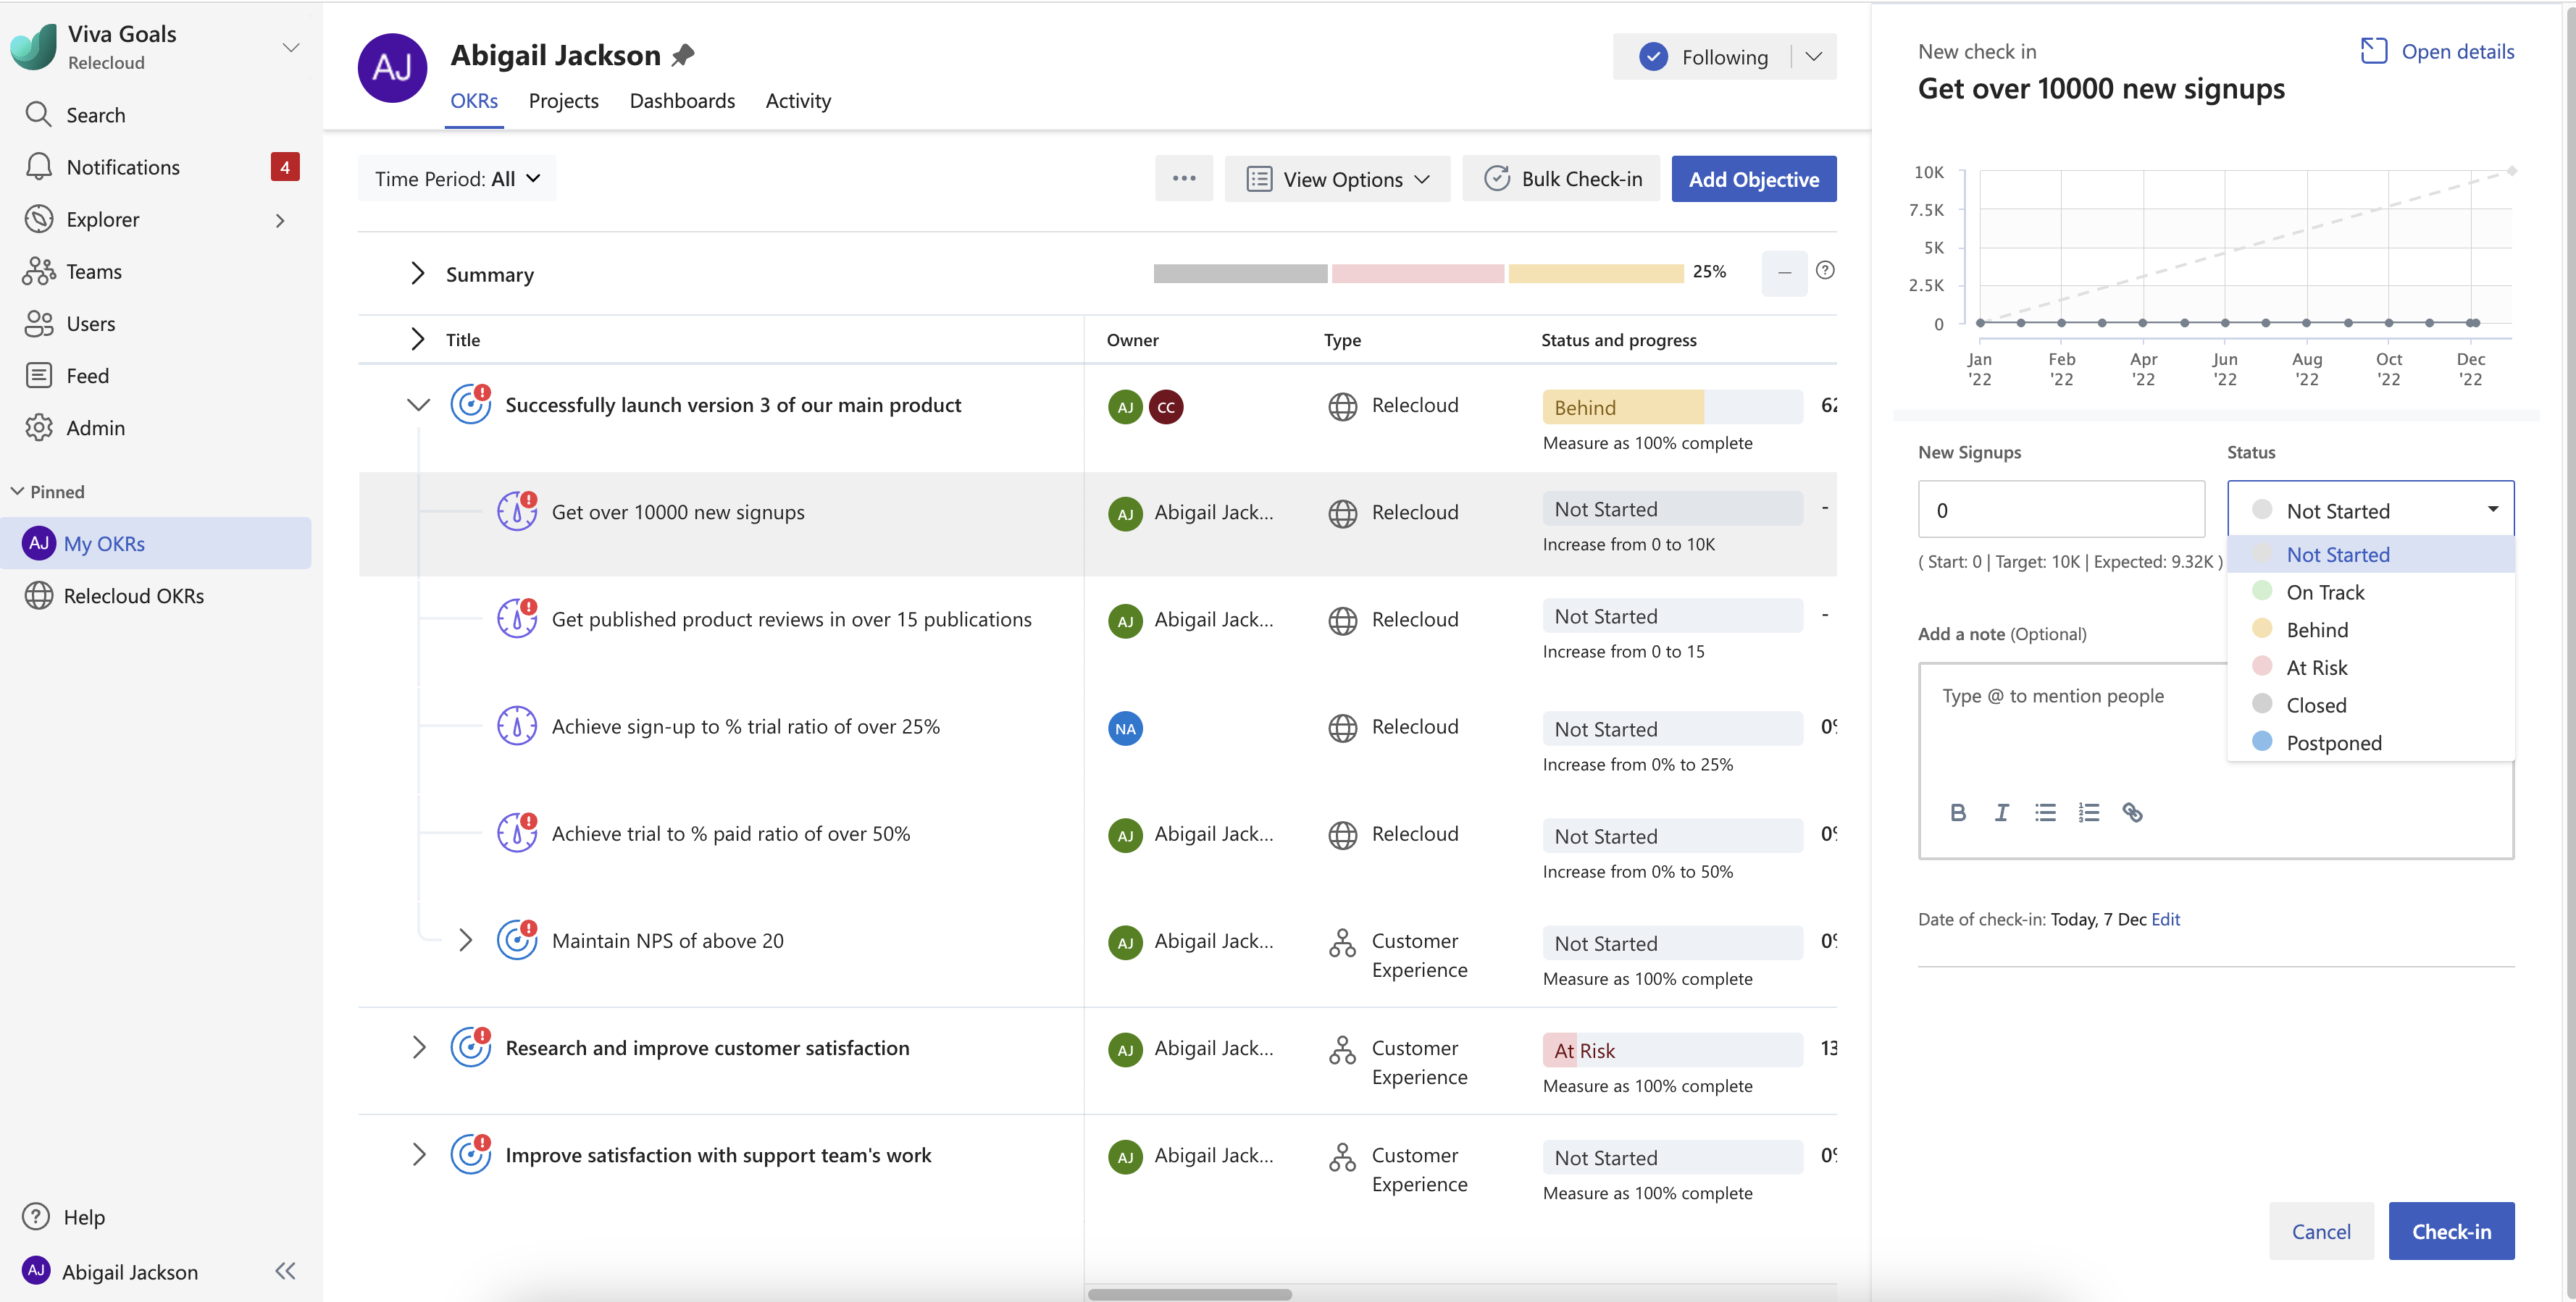 Viva Goals
Relecloud
Search
Notifications 4
Explorer
Teams
Users
Feed
Admin
Pinned
AJ My OKRs
Relecloud OKRs
Help
AJ Abigail Jackson
AJ Abigail Jackson
Following
OKRs Projects Dashboards Activity
Time Period: All
View Options Bulk Check-in Add Objective
Summary 25%
Title Owner Type Status and progress
Successfully launch version 3 of our main product AJ CC Relecloud Behind 62
Measure as 100% complete
Get over 10000 new signups AJ Abigail Jack... Relecloud Not Started -
Increase from 0 to 10K
Get published product reviews in over 15 publications AJ Abigail Jack... Relecloud Not Started -
Increase from 0 to 15
Achieve sign-up to % trial ratio of over 25% NA Relecloud Not Started 0%
Increase from 0% to 25%
Achieve trial to % paid ratio of over 50% AJ Abigail Jack... Relecloud Not Started 0%
Increase from 0% to 50%
Maintain NPS of above 20 AJ Abigail Jack... Customer Experience Not Started 0%
Measure as 100% complete
Research and improve customer satisfaction AJ Abigail Jack... Customer Experience At Risk 13
Measure as 100% complete
Improve satisfaction with support team's work AJ Abigail Jack... Customer Experience Not Started 0%
Measure as 100% complete
New check in
Open details
Get over 10000 new signups
10K
7.5K
5K
2.5K
0
Jan '22 Feb '22 Apr '22 Jun '22 Aug '22 Oct '22 Dec '22
New Signups Status
0 Not Started
( Start: 0 | Target: 10K | Expected: 9.32K )
Not Started
On Track
Behind
At Risk
Closed
Postponed
Add a note (Optional)
Type @ to mention people
B I
Date of check-in: Today, 7 Dec Edit
Cancel Check-in